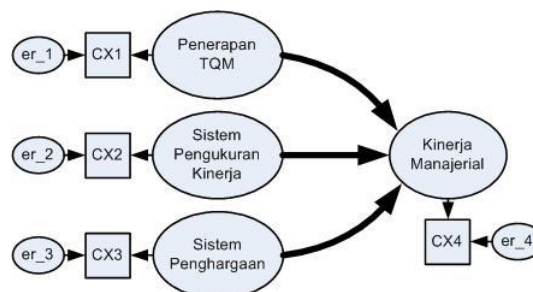 er_1
CX1
Penerapan
TQM
er_2
CX2
Sistem
Pengukuran
Kinerja
Kinerja
Manajerial
er_3
CX3
Sistem
Penghargaan
CX4
er_4